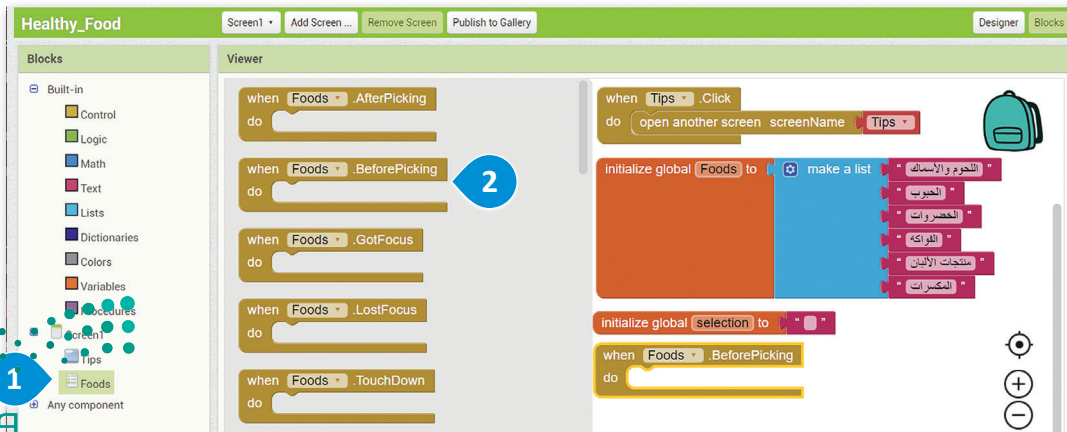 Healthy_Food
Screen1 Add Screen ... Remove Screen Publish to Gallery Designer Blocks
Blocks
Viewer
Built-in
Control
Logic
Math
Text
Lists
Dictionaries
Colors
Variables
Procedures
Screen1
Tips
1
Foods
Any component
when Foods .AfterPicking
do
when Foods .BeforePicking
do
2
when Foods .GotFocus
do
when Foods .LostFocus
do
when Foods .TouchDown
do
when Tips .Click
do open another screen screenName Tips
initialize global Foods to make a list " اللحوم والأسماك "
" الحبوب "
" الخضروات "
" الفواكه "
" منتجات الألبان "
" المكسرات "
initialize global selection to " "
when Foods .BeforePicking
do